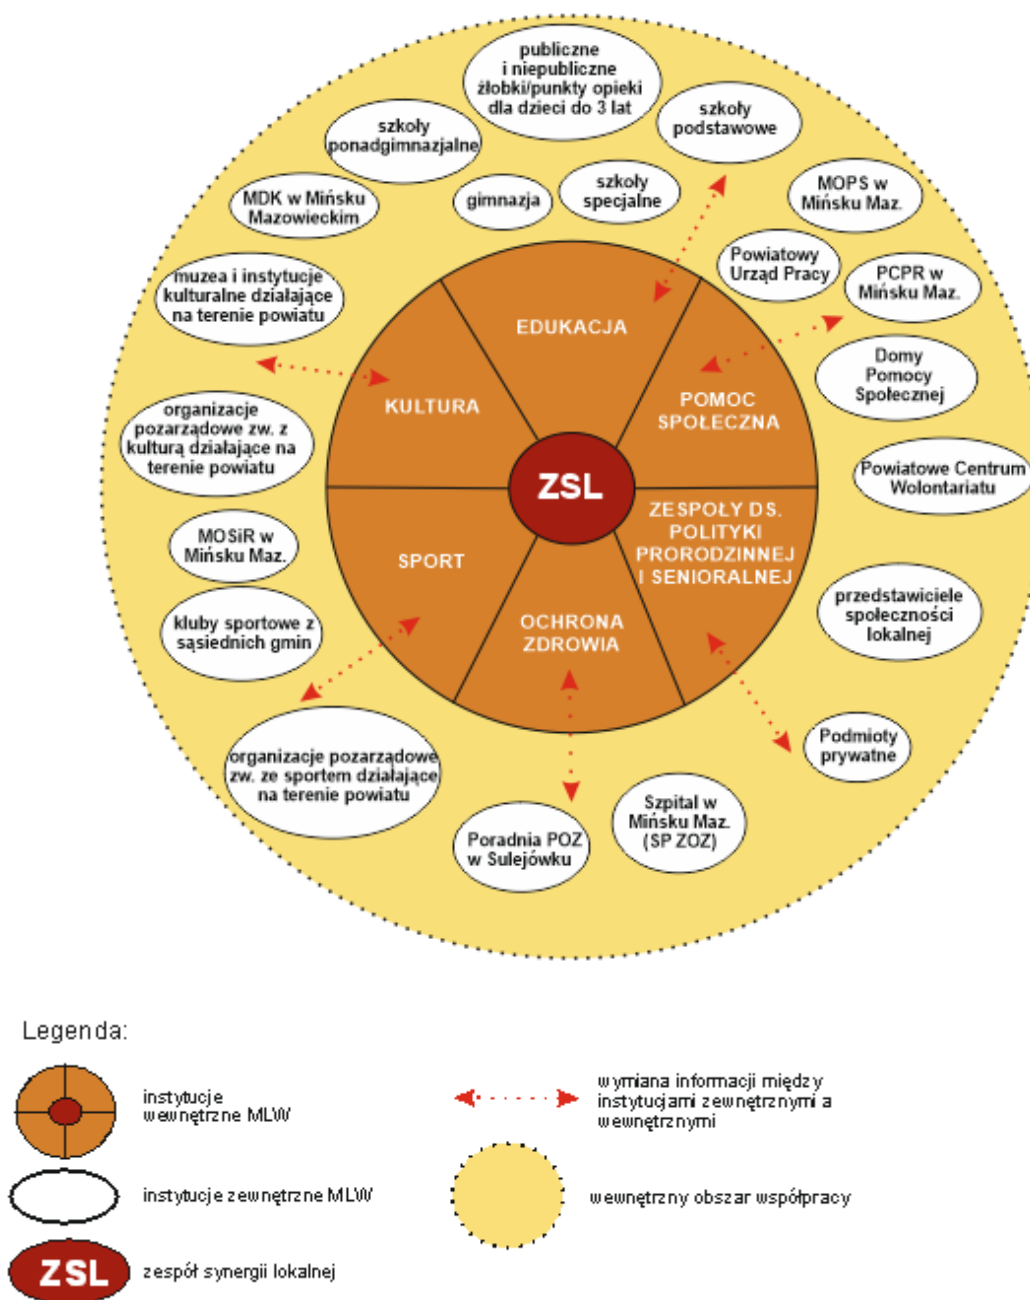 publiczne
i niepubliczne
żłobki/punkty opieki
dla dzieci do 3 lat
szkoły
podstawowe
szkoły
ponadgimnazjalne
MDK w Mińsku
Mazowieckim
gimnazja
szkoły
specjalne
MOPS w
Mińsku Maz.
Powiatowy
Urząd Pracy
PCPR w
Mińsku Maz.
muzea i instytucje
kulturalne działające
na terenie powiatu
EDUKACJA
Domy
Pomocy
Społecznej
KULTURA
POMOC
SPOŁECZNA
organizacje
pozarządowe zw. z
kulturą działające na
terenie powiatu
Powiatowe Centrum
Wolontariatu
ZSL
MOSiR w
Mińsku Maz.
SPORT
ZESPOŁY DS.
POLITYKI
PRORODZINNEJ
I SENIORALNEJ
kluby sportowe z
sąsiednich gmin
OCHRONA
ZDROWIA
przedstawiciele
społeczności
lokalnej
organizacje pozarządowe
zw. ze sportem działające
na terenie powiatu
Podmioty
prywatne
Poradnia POZ
w Sulejówku
Szpital w
Mińsku Maz.
(SP ZOZ)
Legenda:
instytucje
wewnętrzne MLW
wymiana informacji między
instytucjami zewnętrznymi a
wewnętrznymi
instytucje zewnętrzne MLW
wewnętrzny obszar współpracy
ZSL
zespół synergii lokalnej